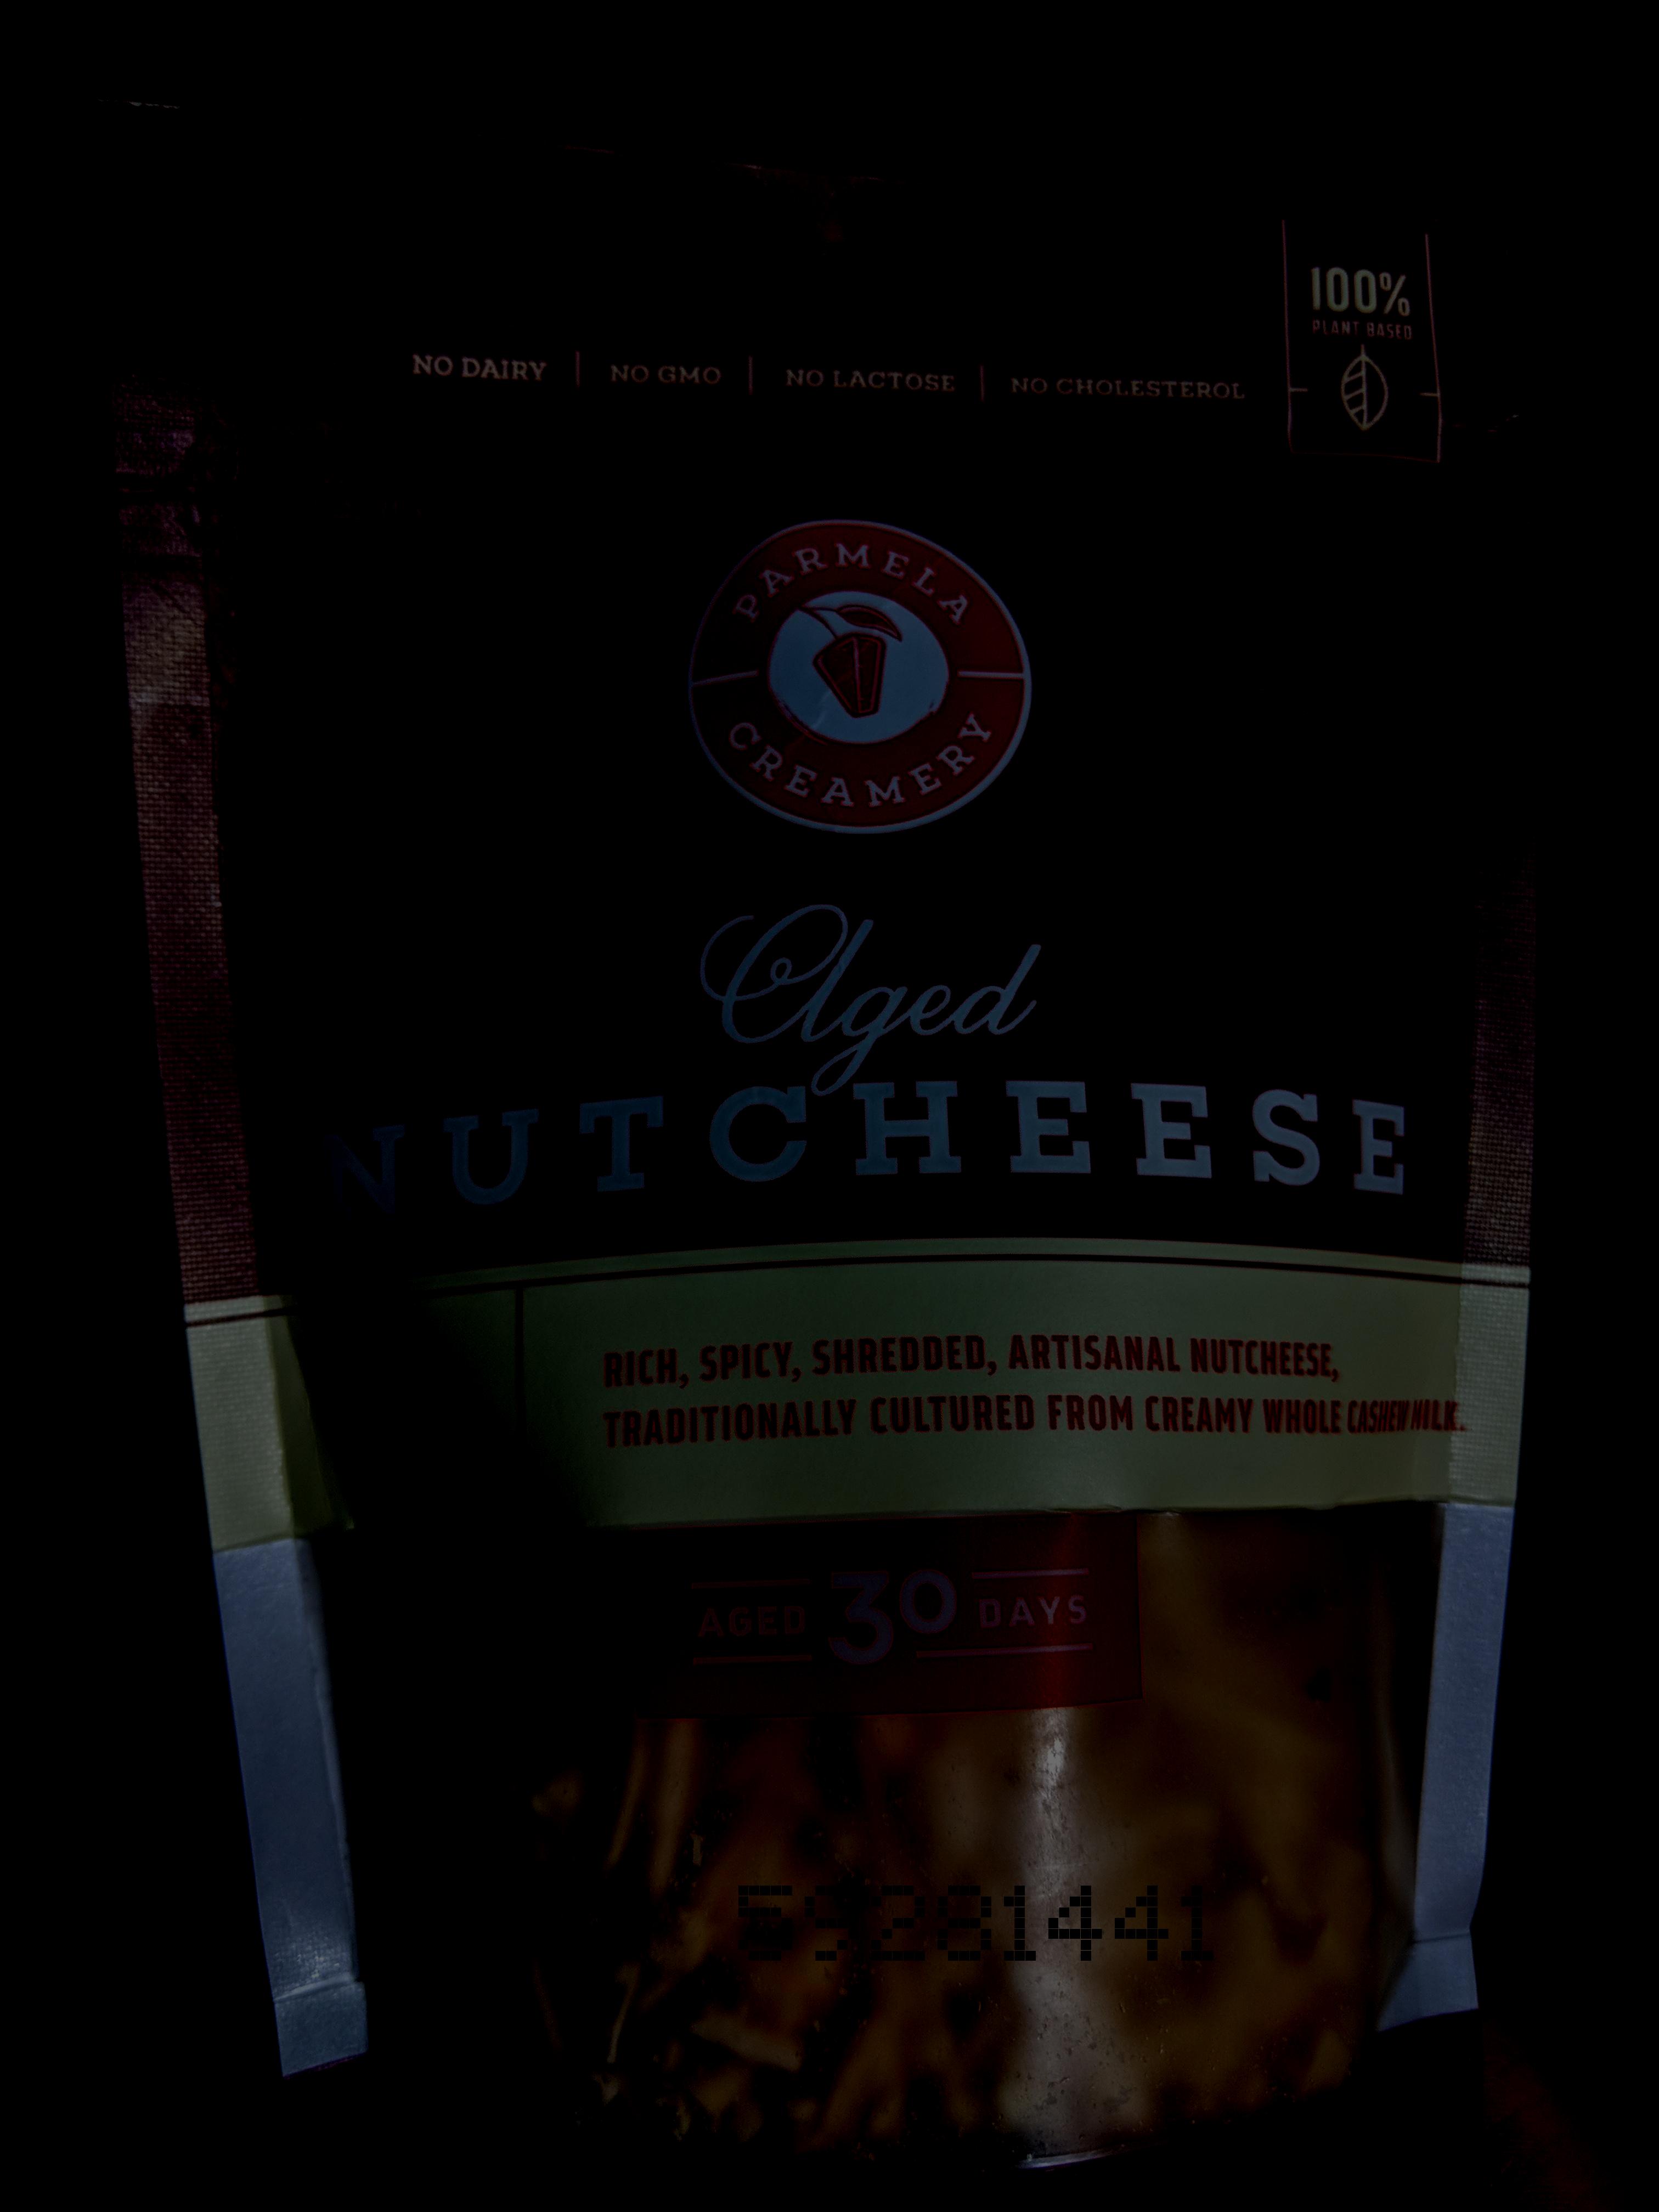 100%
PLANT BASED
NO DAIRY | NO GMO | NO LACTOSE | NO CHOLESTEROL
PARMELA
CREAMERY
Aged
NUTCHEESE
RICH, SPICY, SHREDDED, ARTISANAL NUTCHEESE,
TRADITIONALLY CULTURED FROM CREAMY WHOLE CASHEW MILK.
AGED 30 DAYS
59281441